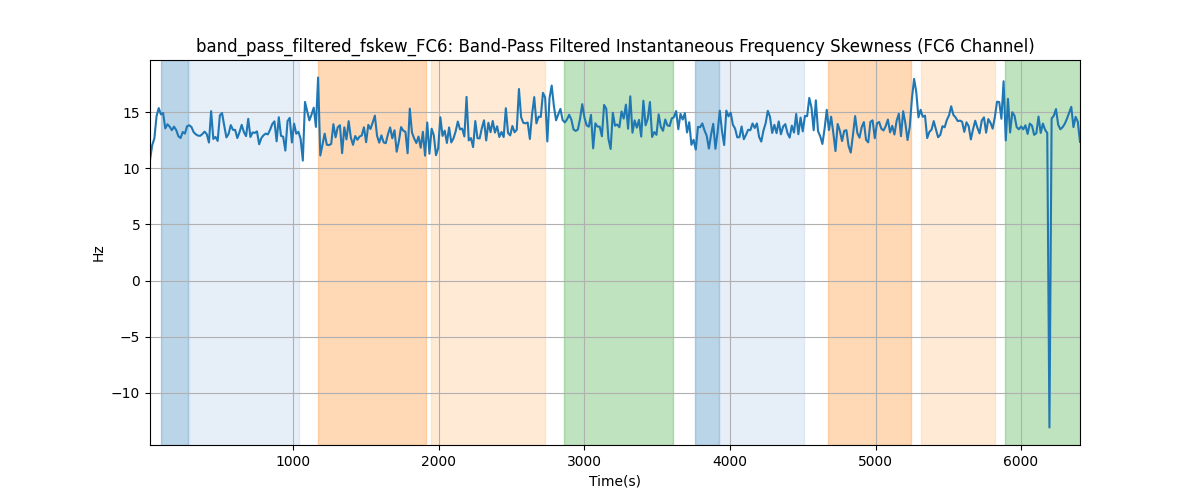 band_pass_filtered_fskew_FC6: Band-Pass Filtered Instantaneous Frequency Skewness (FC6 Channel)
15
10
5
0
−5
−10
Hz
1000 2000 3000 4000 5000 6000
Time(s)